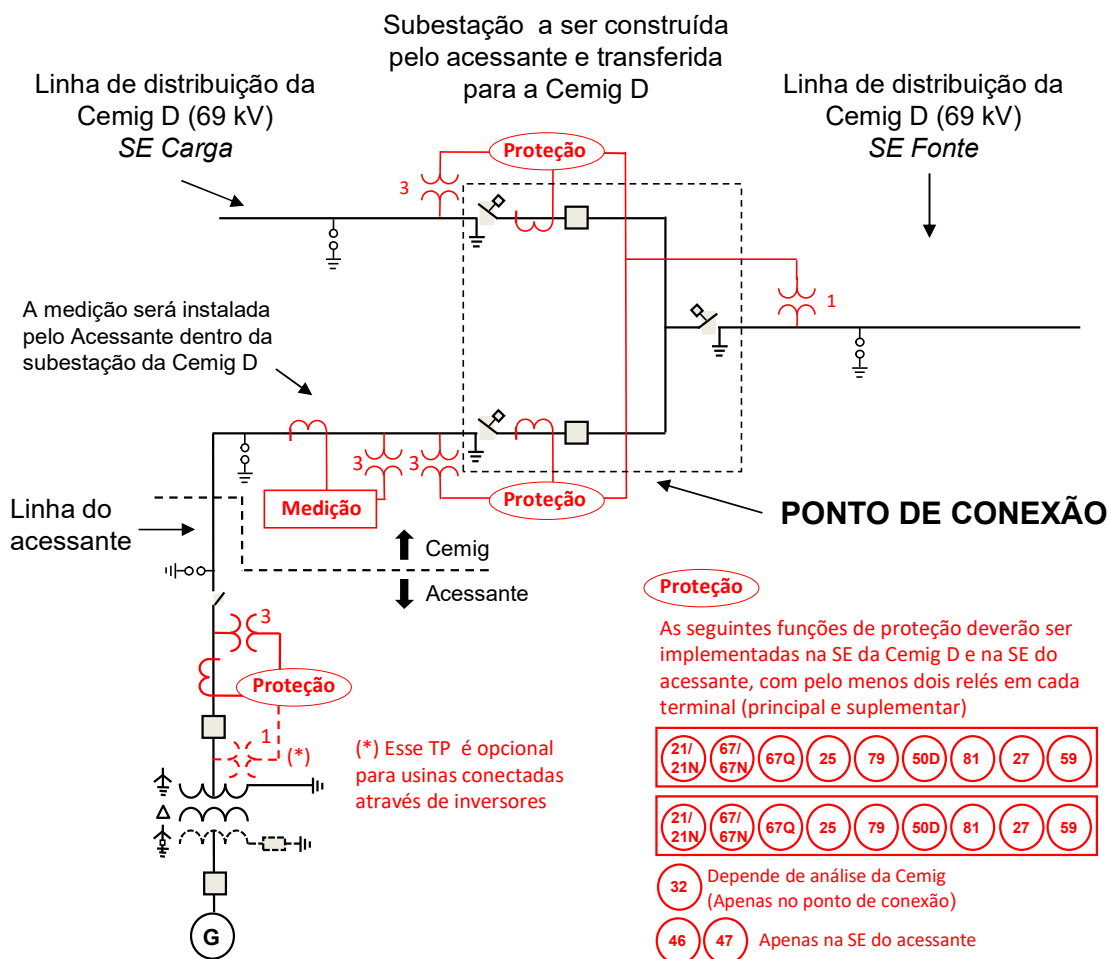 Subestação a ser construída
pelo acessante e transferida
para a Cemig D
Linha de distribuição da
Cemig D (69 kV)
SE Carga
Linha de distribuição da
Cemig D (69 kV)
SE Fonte
Proteção
3
1
A medição será instalada
pelo Acessante dentro da
subestação da Cemig D
3
3
Medição
Proteção
PONTO DE CONEXÃO
Linha do
acessante
Cemig
Acessante
3
Proteção
1
(*)
(*) Esse TP é opcional
para usinas conectadas
através de inversores
G
Proteção
As seguintes funções de proteção deverão ser
implementadas na SE da Cemig D e na SE do
acessante, com pelo menos dois relés em cada
terminal (principal e suplementar)
21/ 21N 67/ 67N 67Q 25 79 50D 81 27 59
21/ 21N 67/ 67N 67Q 25 79 50D 81 27 59
32 Depende de análise da Cemig
(Apenas no ponto de conexão)
46 47 Apenas na SE do acessante